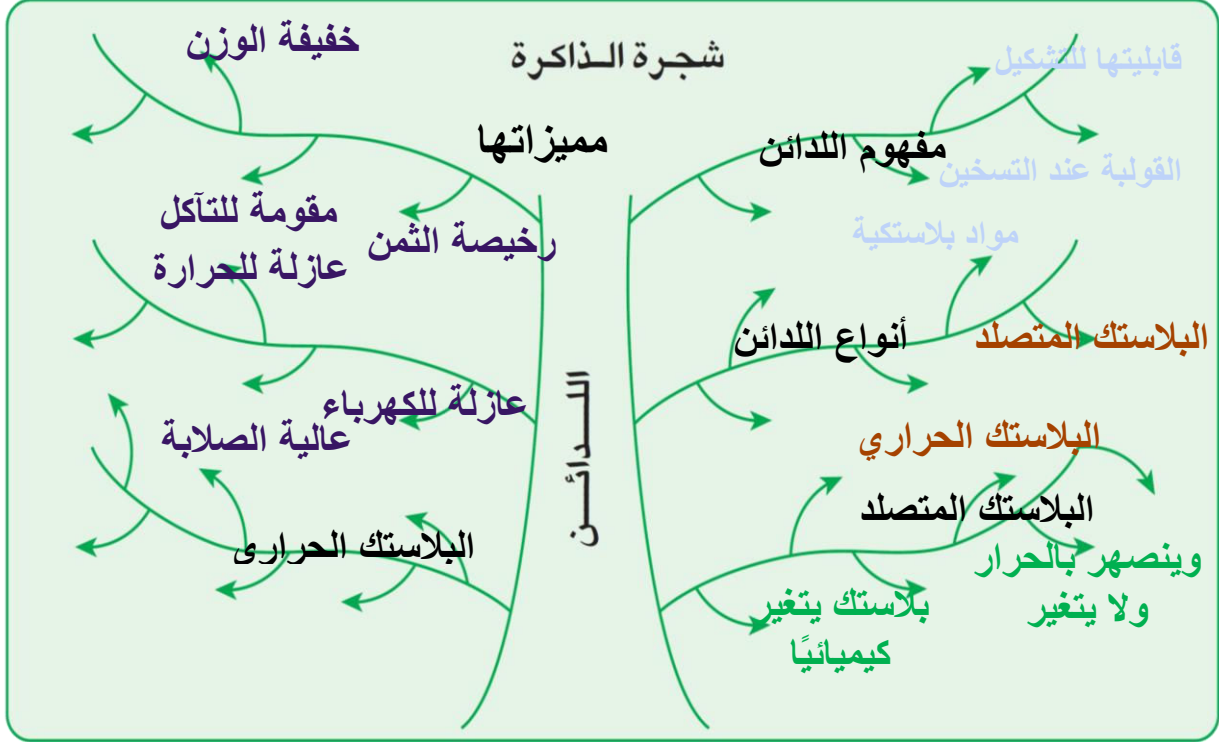 شجرة الذاكرة
اللدائن
مفهوم اللدائن
قابليتها للتشكيل
القولبة عند التسخين
مواد بلاستكية
أنواع اللدائن
البلاستك المتصلد
البلاستك الحراري
البلاستك المتصلد
وينصهر بالحرار
ولا يتغير
بلاستك يتغير
كيميائيًا
مميزاتها
خفيفة الوزن
رخيصة الثمن
مقومة للتآكل
عازلة للحرارة
عازلة للكهرباء
عالية الصلابة
البلاستك الحراري